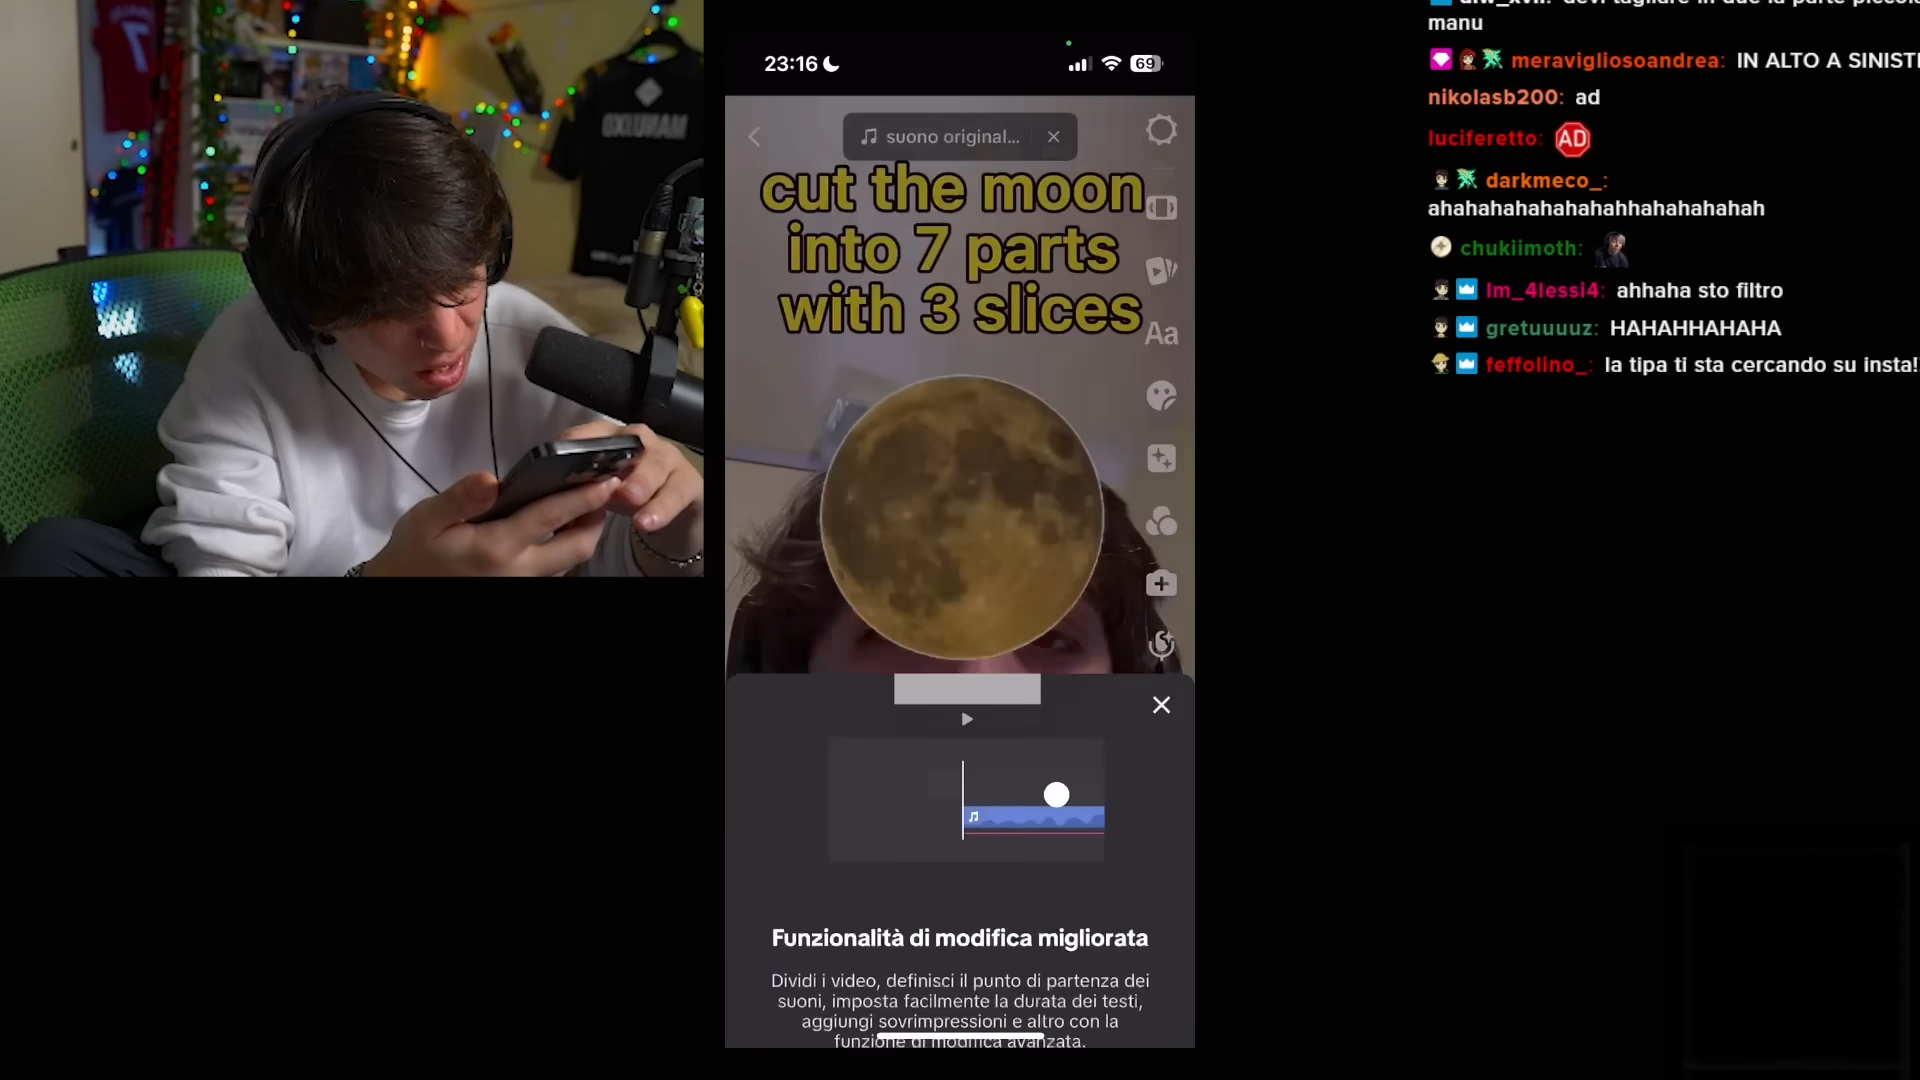 7
MANUXO
23:16
69
suono original...
cut the moon
into 7 parts
with 3 slices
Aa
Funzionalità di modifica migliorata
Dividi i video, definisci il punto di partenza dei
suoni, imposta facilmente la durata dei testi,
aggiungi sovrimpressioni e altro con la
funzione di modifica avanzata.
manu
meravigliosoandrea: IN ALTO A SINIST
nikolasb200: ad
luciferetto: AD
darkmeco_:
ahahahahahahahahhahahahahah
chukiimoth:
lm_4lessi4: ahhaha sto filtro
gretuuuuz: HAHAHHAHAHA
feffolino_: la tipa ti sta cercando su insta!